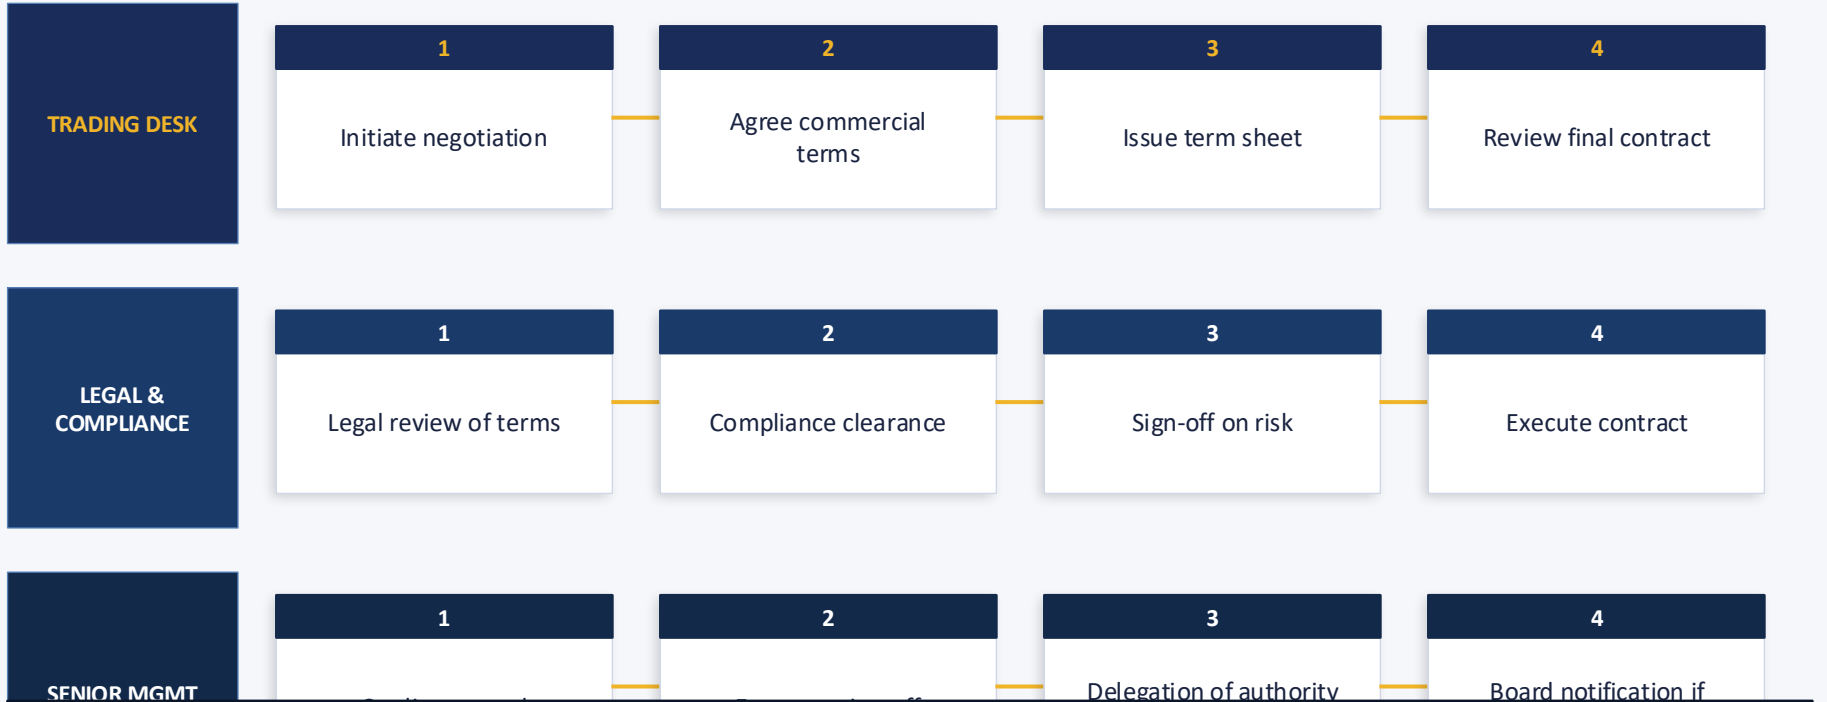 TRADING DESK
1
Initiate negotiation
2
Agree commercial
terms
3
Issue term sheet
4
Review final contract
LEGAL &
COMPLIANCE
1
Legal review of terms
2
Compliance clearance
3
Sign-off on risk
4
Execute contract
SENIOR MGMT
1
2
3
Delegation of authority
4
Board notification if